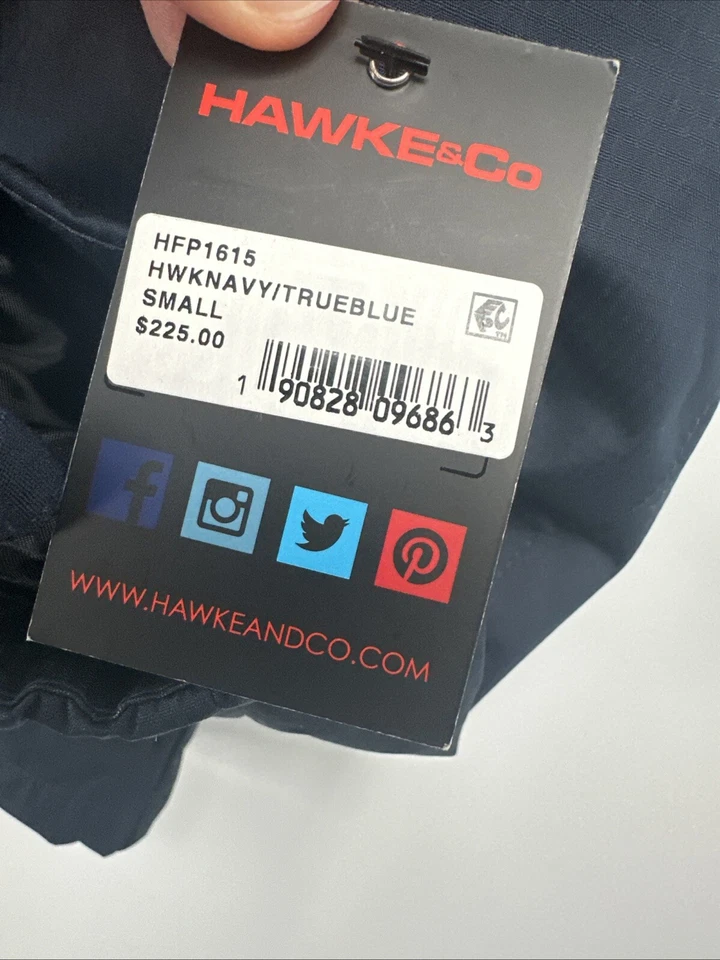 HAWKE&Co
HFP1615
HWKNAVY/TRUEBLUE
SMALL
$225.00
1 90828 09686 3
WWW.HAWKEANDCO.COM